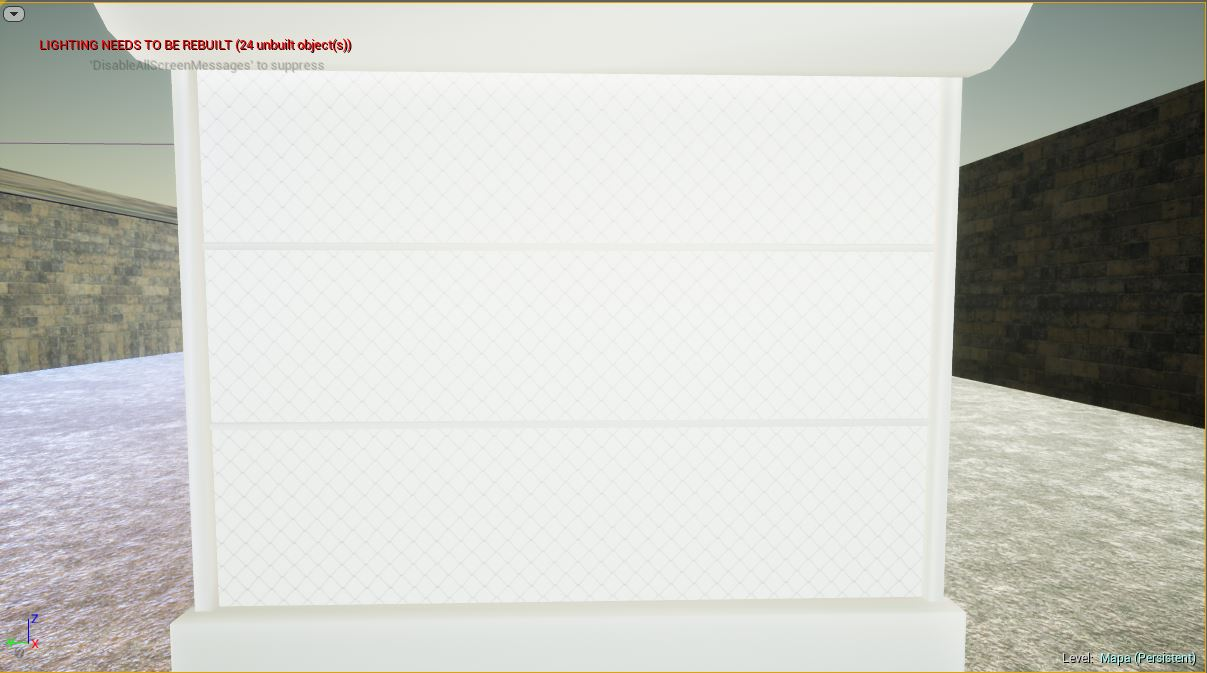 LIGHTING NEEDS TO BE REBUILT (24 unbuilt object(s))
'DisableAllScreenMessages' to suppress
Z
X
Level: Mapa (Persistent)